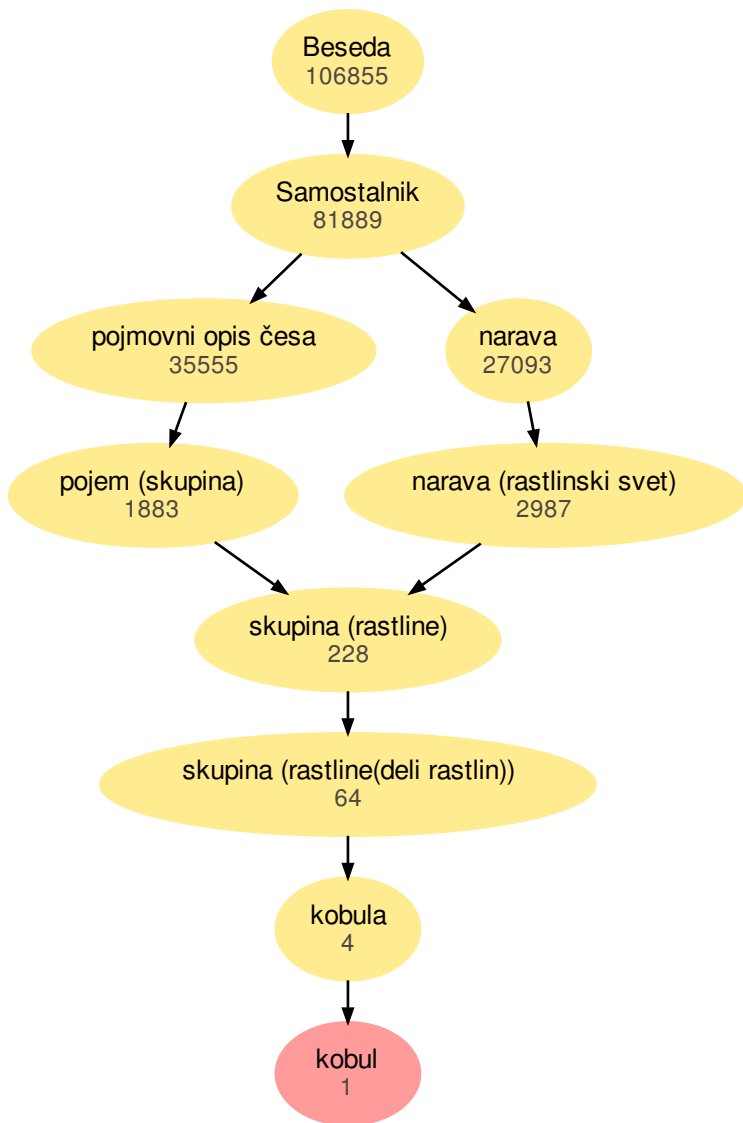 Beseda
106855
Samostalnik
81889
pojmovni opis česa
35555
narava
27093
pojem (skupina)
1883
narava (rastlinski svet)
2987
skupina (rastline)
228
skupina (rastline(deli rastlin))
64
kobula
4
kobul
1